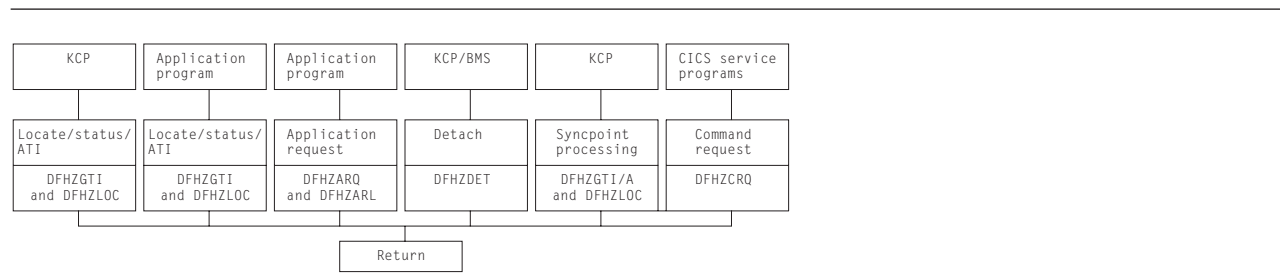 KCP
Application
program
Application
program
KCP/BMS
KCP
CICS service
programs
Locate/status/
ATI
Locate/status/
ATI
Application
request
Detach
Syncpoint
processing
Command
request
DFHZGTI
and DFHZLOC
DFHZGTI
and DFHZLOC
DFHZARQ
and DFHZARL
DFHZDET
DFHZGTI/A
and DFHZLOC
DFHZCRQ
Return